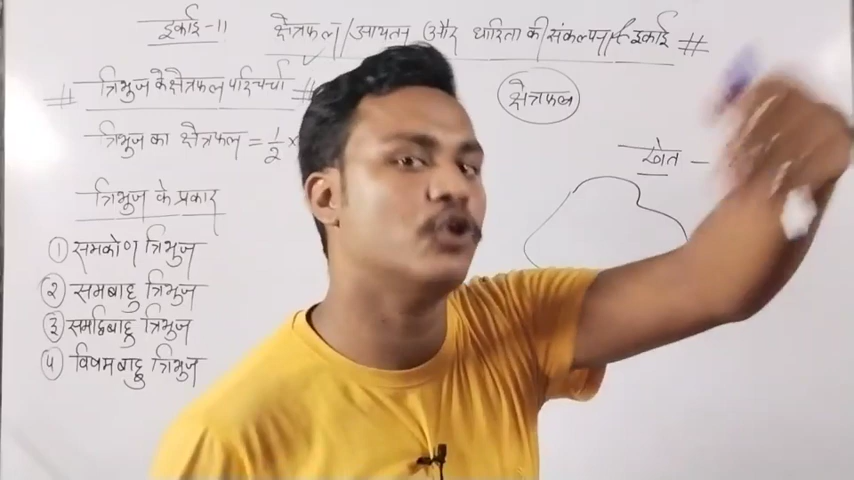 इकाई-11
क्षेत्रफल/आयतन और धारिता की संकल्पना इकाई #
# त्रिभुज के क्षेत्रफल परिचर्चा #
क्षेत्रफल
त्रिभुज का क्षेत्रफल = 1/2 ×
खेत -
त्रिभुज के प्रकार
① समकोण त्रिभुज
② समबाहु त्रिभुज
③ समद्विबाहु त्रिभुज
④ विषमबाहु त्रिभुज